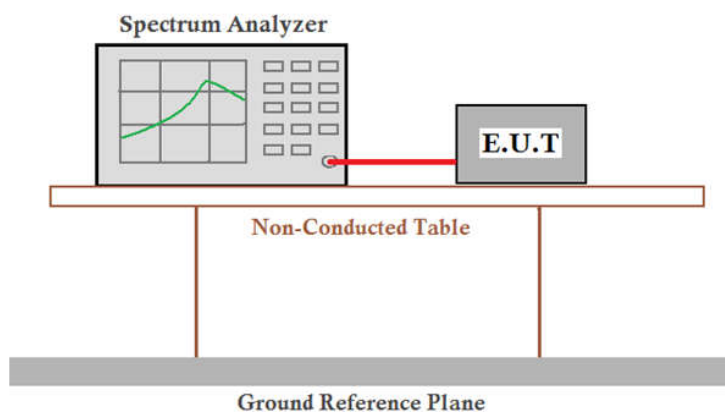 Spectrum Analyzer
E.U.T
Non-Conducted Table
Ground Reference Plane